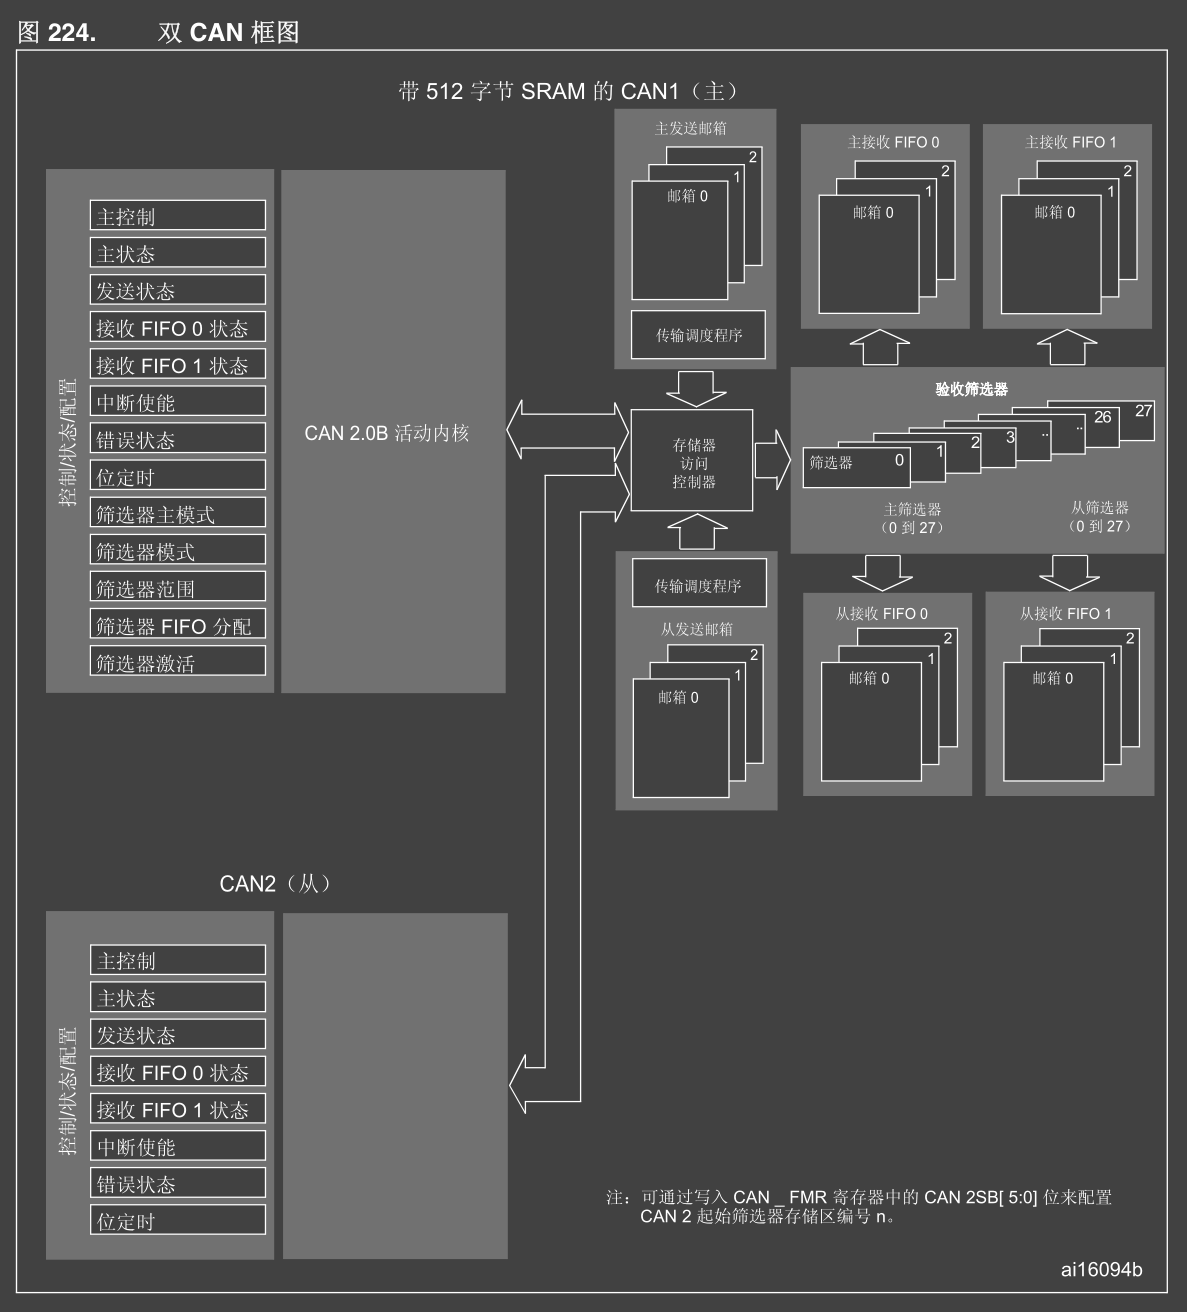 图 224. 双 CAN 框图
带 512 字节 SRAM 的 CAN1（主）
控制/状态/配置
主控制
主状态
发送状态
接收 FIFO 0 状态
接收 FIFO 1 状态
中断使能
错误状态
位定时
筛选器主模式
筛选器模式
筛选器范围
筛选器 FIFO 分配
筛选器激活
CAN 2.0B 活动内核
主发送邮箱
2
1
邮箱 0
传输调度程序
主接收 FIFO 0
2
1
邮箱 0
主接收 FIFO 1
2
1
邮箱 0
存储器
访问
控制器
验收筛选器
筛选器 0
1
2
3
..
..
26
27
主筛选器
（0 到 27）
从筛选器
（0 到 27）
传输调度程序
从发送邮箱
2
1
邮箱 0
从接收 FIFO 0
2
1
邮箱 0
从接收 FIFO 1
2
1
邮箱 0
CAN2（从）
控制/状态/配置
主控制
主状态
发送状态
接收 FIFO 0 状态
接收 FIFO 1 状态
中断使能
错误状态
位定时
注：可通过写入 CAN _ FMR 寄存器中的 CAN 2SB[ 5:0] 位来配置
CAN 2 起始筛选器存储区编号 n。
ai16094b